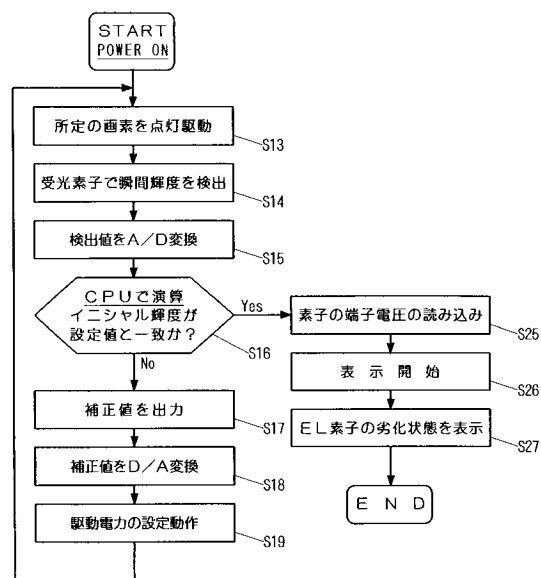 START
POWER ON
所定の画素を点灯駆動
S13
受光素子で瞬間輝度を検出
S14
検出値をA/D変換
S15
CPUで演算
イニシャル輝度が
設定値と一致か?
S16
Yes
No
補正値を出力
S17
補正値をD/A変換
S18
駆動電力の設定動作
S19
素子の端子電圧の読み込み
S25
表示開始
S26
EL素子の劣化状態を表示
S27
END